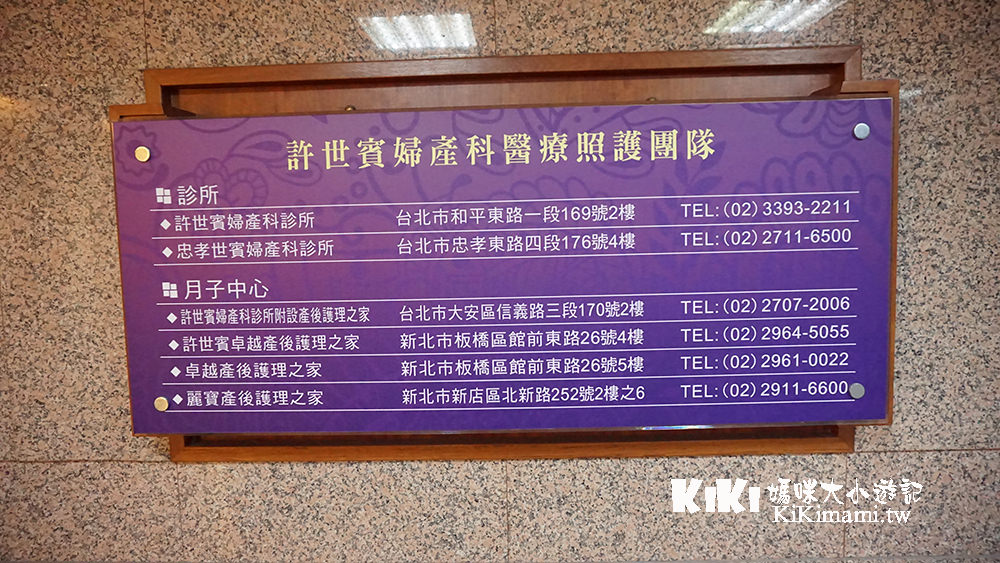 許世賓婦產科醫療照護團隊
診所
◆許世賓婦產科診所 台北市和平東路一段169號2樓 TEL:(02)3393-2211
◆忠孝世賓婦產科診所 台北市忠孝東路四段176號4樓 TEL:(02)2711-6500
月子中心
◆許世賓婦產科診所附設產後護理之家 台北市大安區信義路三段170號2樓 TEL:(02)2707-2006
◆許世賓卓越產後護理之家 新北市板橋區館前東路26號4樓 TEL:(02)2964-5055
◆卓越產後護理之家 新北市板橋區館前東路26號5樓 TEL:(02)2961-0022
◆麗寶產後護理之家 新北市新店區北新路252號2樓之6 TEL:(02)2911-6600
KiKi 媽咪大小遊記
KiKimami.tw